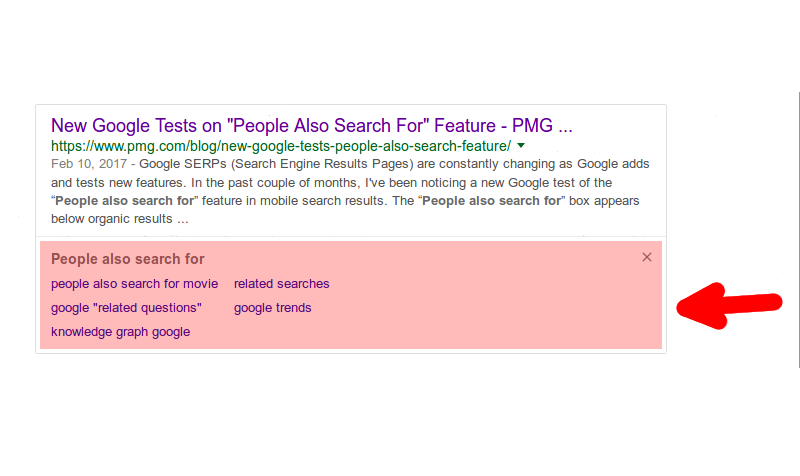 New Google Tests on "People Also Search For" Feature - PMG ...
https://www.pmg.com/blog/new-google-tests-people-also-search-feature/
Feb 10, 2017 - Google SERPs (Search Engine Results Pages) are constantly changing as Google adds
and tests new features. In the past couple of months, I've been noticing a new Google test of the
“People also search for” feature in mobile search results. The “People also search for” box appears
below organic results ...
People also search for
people also search for movie related searches
google "related questions" google trends
knowledge graph google